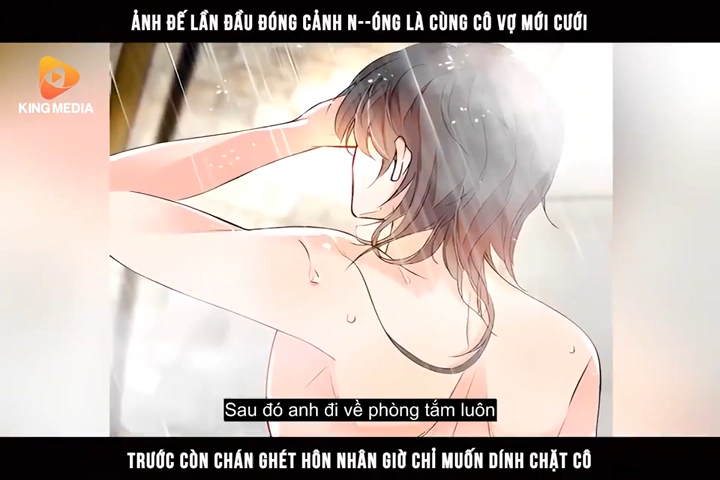 ẢNH ĐẾ LẦN ĐẦU ĐÓNG CẢNH N--ÓNG LÀ CÙNG CÔ VỢ MỚI CƯỚI
KING MEDIA
Sau đó anh đi về phòng tắm luôn
TRƯỚC CÒN CHÁN GHÉT HÔN NHÂN GIỜ CHỈ MUỐN DÍNH CHẶT CÔ